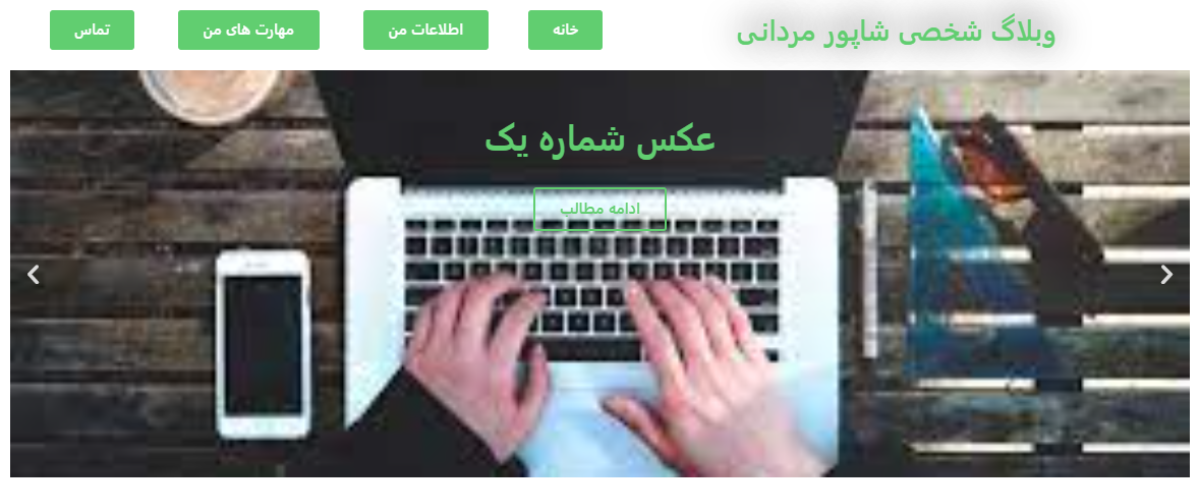 وبلاگ شخصی شاپور مردانی
خانه
اطلاعات من
مهارت های من
تماس
عکس شماره یک
ادامه مطالب